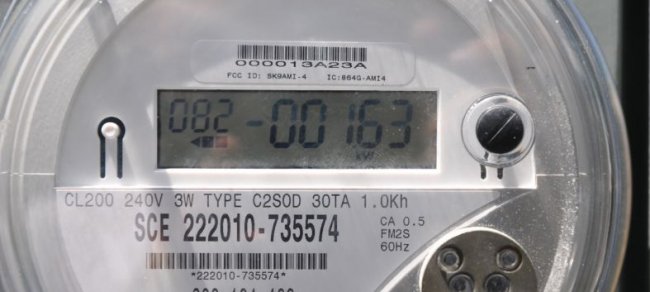 000013A23A
FCC ID: SK9AMI-4 IC:864G-AMI4
082 -00163
CL200 240V 3W TYPE C2SOD 30TA 1.0Kh
SCE 222010-735574
CA 0.5
FM2S
60Hz
*222010-735574*